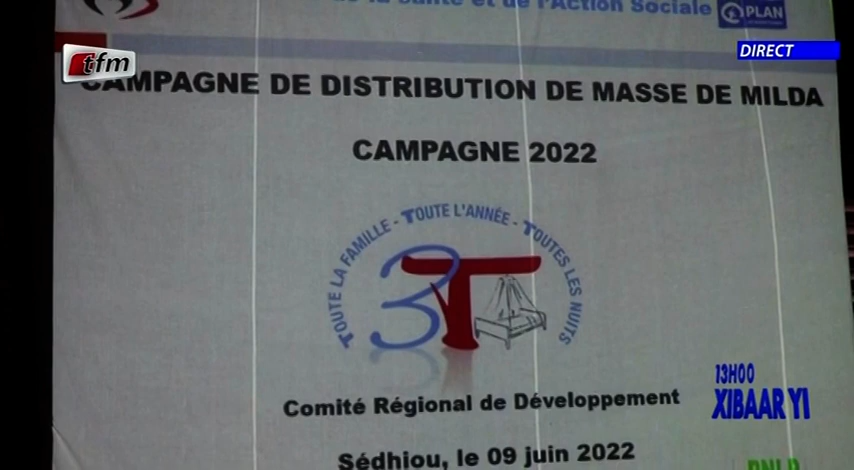 de la Santé et de l'Action Sociale
PLAN
DIRECT
tfm
CAMPAGNE DE DISTRIBUTION DE MASSE DE MILDA
CAMPAGNE 2022
TOUTE LA FAMILLE - TOUTE L'ANNÉE - TOUTES LES NUITS
3T
Comité Régional de Développement
13H00
XIBAAR YI
Sédhiou, le 09 juin 2022
PNLP